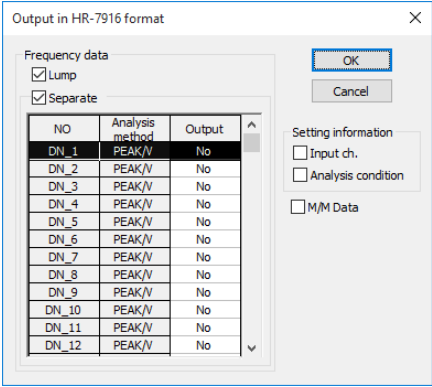 Output in HR-7916 format
Frequency data
Lump
Separate
NO Analysis method Output
DN_1 PEAK/V No
DN_2 PEAK/V No
DN_3 PEAK/V No
DN_4 PEAK/V No
DN_5 PEAK/V No
DN_6 PEAK/V No
DN_7 PEAK/V No
DN_8 PEAK/V No
DN_9 PEAK/V No
DN_10 PEAK/V No
DN_11 PEAK/V No
DN_12 PEAK/V No
OK
Cancel
Setting information
Input ch.
Analysis condition
M/M Data